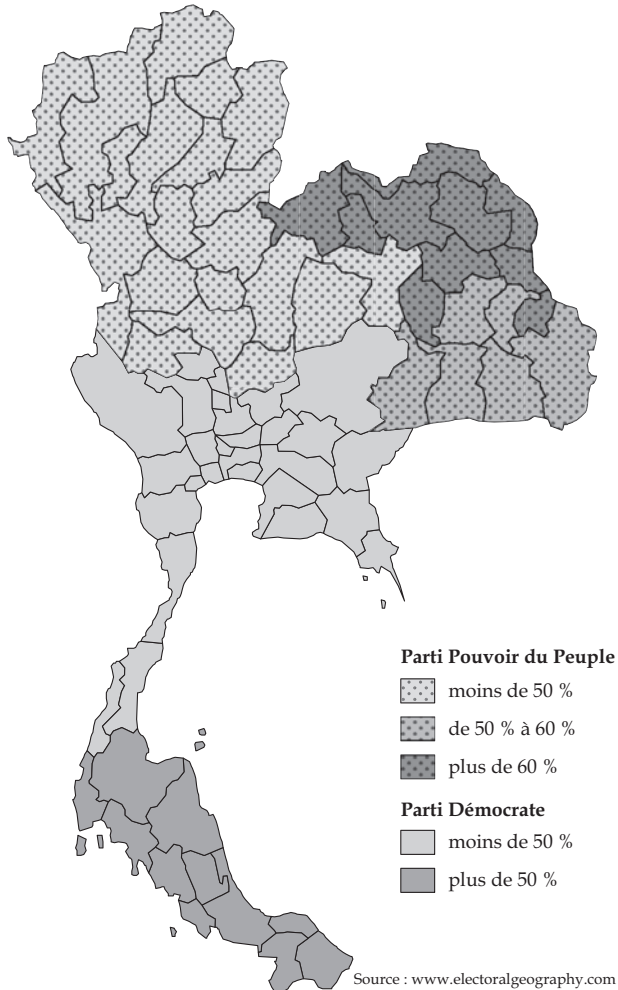 Parti Pouvoir du Peuple
moins de 50 %
de 50 % à 60 %
plus de 60 %
Parti Démocrate
moins de 50 %
plus de 50 %
Source : www.electoralgeography.com